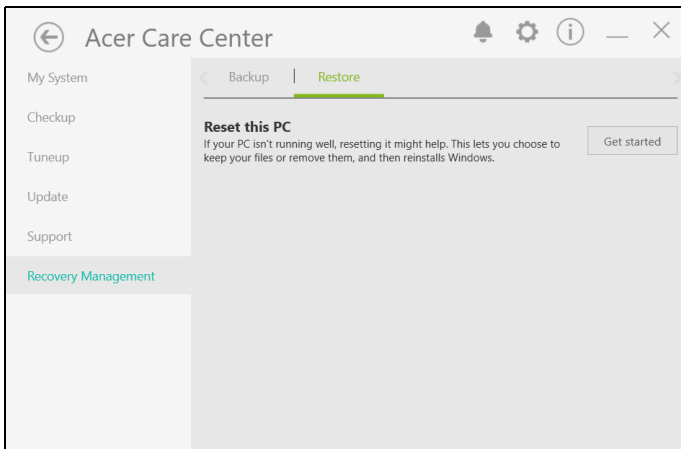 Acer Care Center
My System
Checkup
Tuneup
Update
Support
Recovery Management
Backup
Restore
Reset this PC
If your PC isn't running well, resetting it might help. This lets you choose to
keep your files or remove them, and then reinstalls Windows.
Get started